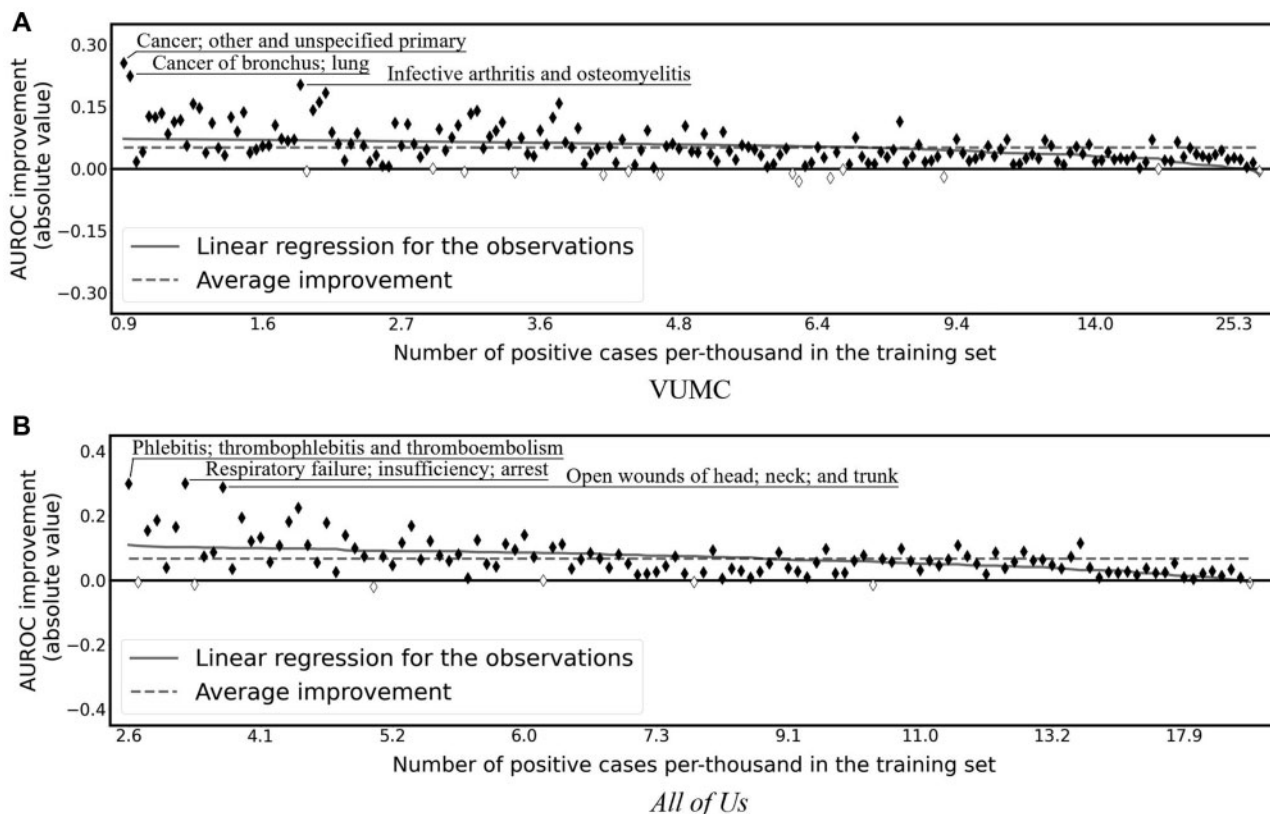 A
AUROC improvement
(absolute value)
0.30
0.15
0.00
−0.15
−0.30
Cancer; other and unspecified primary
Cancer of bronchus; lung
Infective arthritis and osteomyelitis
Linear regression for the observations
Average improvement
0.9 1.6 2.7 3.6 4.8 6.4 9.4 14.0 25.3
Number of positive cases per-thousand in the training set
VUMC
B
AUROC improvement
(absolute value)
0.4
0.2
0.0
−0.2
−0.4
Phlebitis; thrombophlebitis and thromboembolism
Respiratory failure; insufficiency; arrest
Open wounds of head; neck; and trunk
Linear regression for the observations
Average improvement
2.6 4.1 5.2 6.0 7.3 9.1 11.0 13.2 17.9
Number of positive cases per-thousand in the training set
All of Us